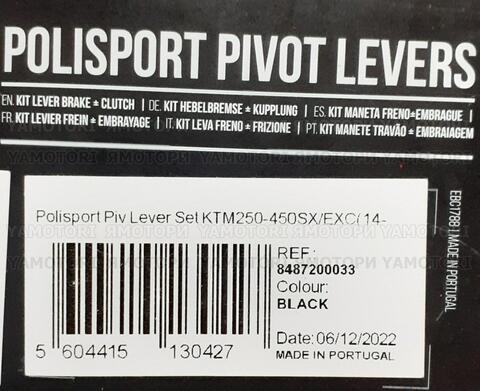 POLISPORT PIVOT LEVERS
EN. KIT LEVER BRAKE + CLUTCH | DE. KIT HEBELBREMSE + KUPPLUNG | ES. KIT MANETA FRENO+EMBRAGUE |
FR. KIT LEVIER FREIN + EMBRAYAGE | IT. KIT LEVA FRENO + FRIZIONE | PT. KIT MANETE TRAVÃO + EMBRAIAGEM
YAMOTORI ЯМОТОРИ YAMOTORI ЯМОТОРИ YAMOTORI
Polisport Piv Lever Set KTM250-450SX/EXC(14-
REF.:
8487200033
Colour:
BLACK
Date: 06/12/2022
MADE IN PORTUGAL
5 604415 130427
EBC178B | MADE IN PORTUGAL